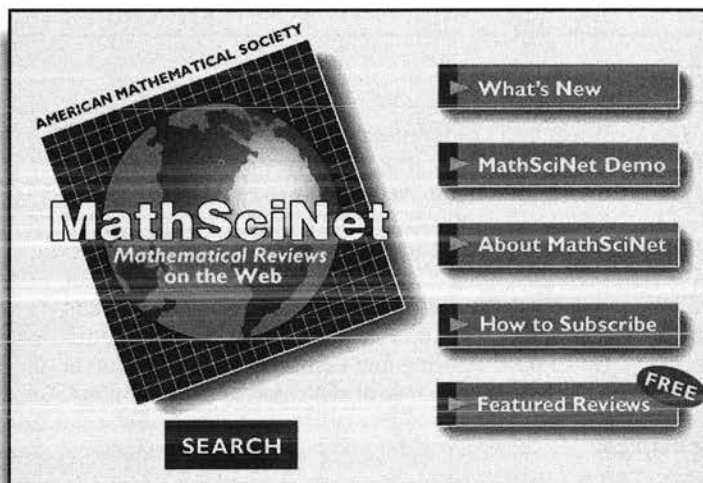 AMERICAN MATHEMATICAL SOCIETY
MathSciNet
Mathematical Reviews
on the Web
SEARCH
What's New
MathSciNet Demo
About MathSciNet
How to Subscribe
Featured Reviews
FREE